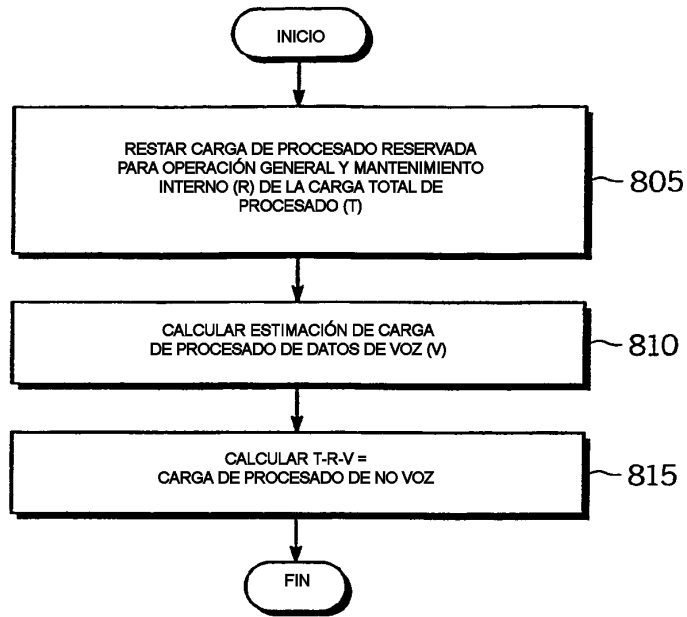 INICIO
RESTAR CARGA DE PROCESADO RESERVADA
PARA OPERACIÓN GENERAL Y MANTENIMIENTO
INTERNO (R) DE LA CARGA TOTAL DE
PROCESADO (T)
805
CALCULAR ESTIMACIÓN DE CARGA
DE PROCESADO DE DATOS DE VOZ (V)
810
CALCULAR T-R-V =
CARGA DE PROCESADO DE NO VOZ
815
FIN